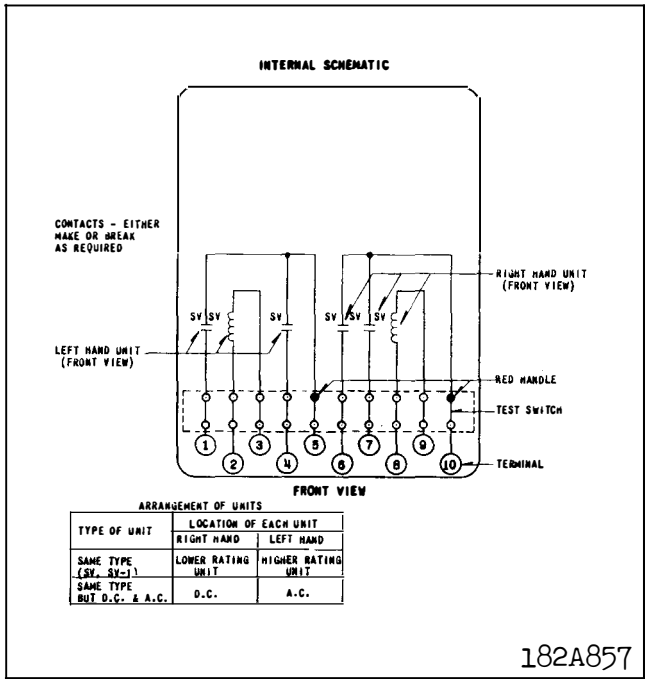 INTERNAL SCHEMATIC
CONTACTS - EITHER
MAKE OR BREAK
AS REQUIRED
RIGHT HAND UNIT
(FRONT VIEW)
SV SV SV SV SV SV
LEFT HAND UNIT
(FRONT VIEW)
RED HANDLE
TEST SWITCH
1 3 5 7 9
2 4 6 8 10
TERMINAL
FRONT VIEW
ARRANGEMENT OF UNITS
TYPE OF UNIT LOCATION OF EACH UNIT
RIGHT HAND LEFT HAND
SAME TYPE LOWER RATING HIGHER RATING
(SV, SV-1) UNIT UNIT
SAME TYPE
BUT D.C. & A.C. D.C. A.C.
182A857